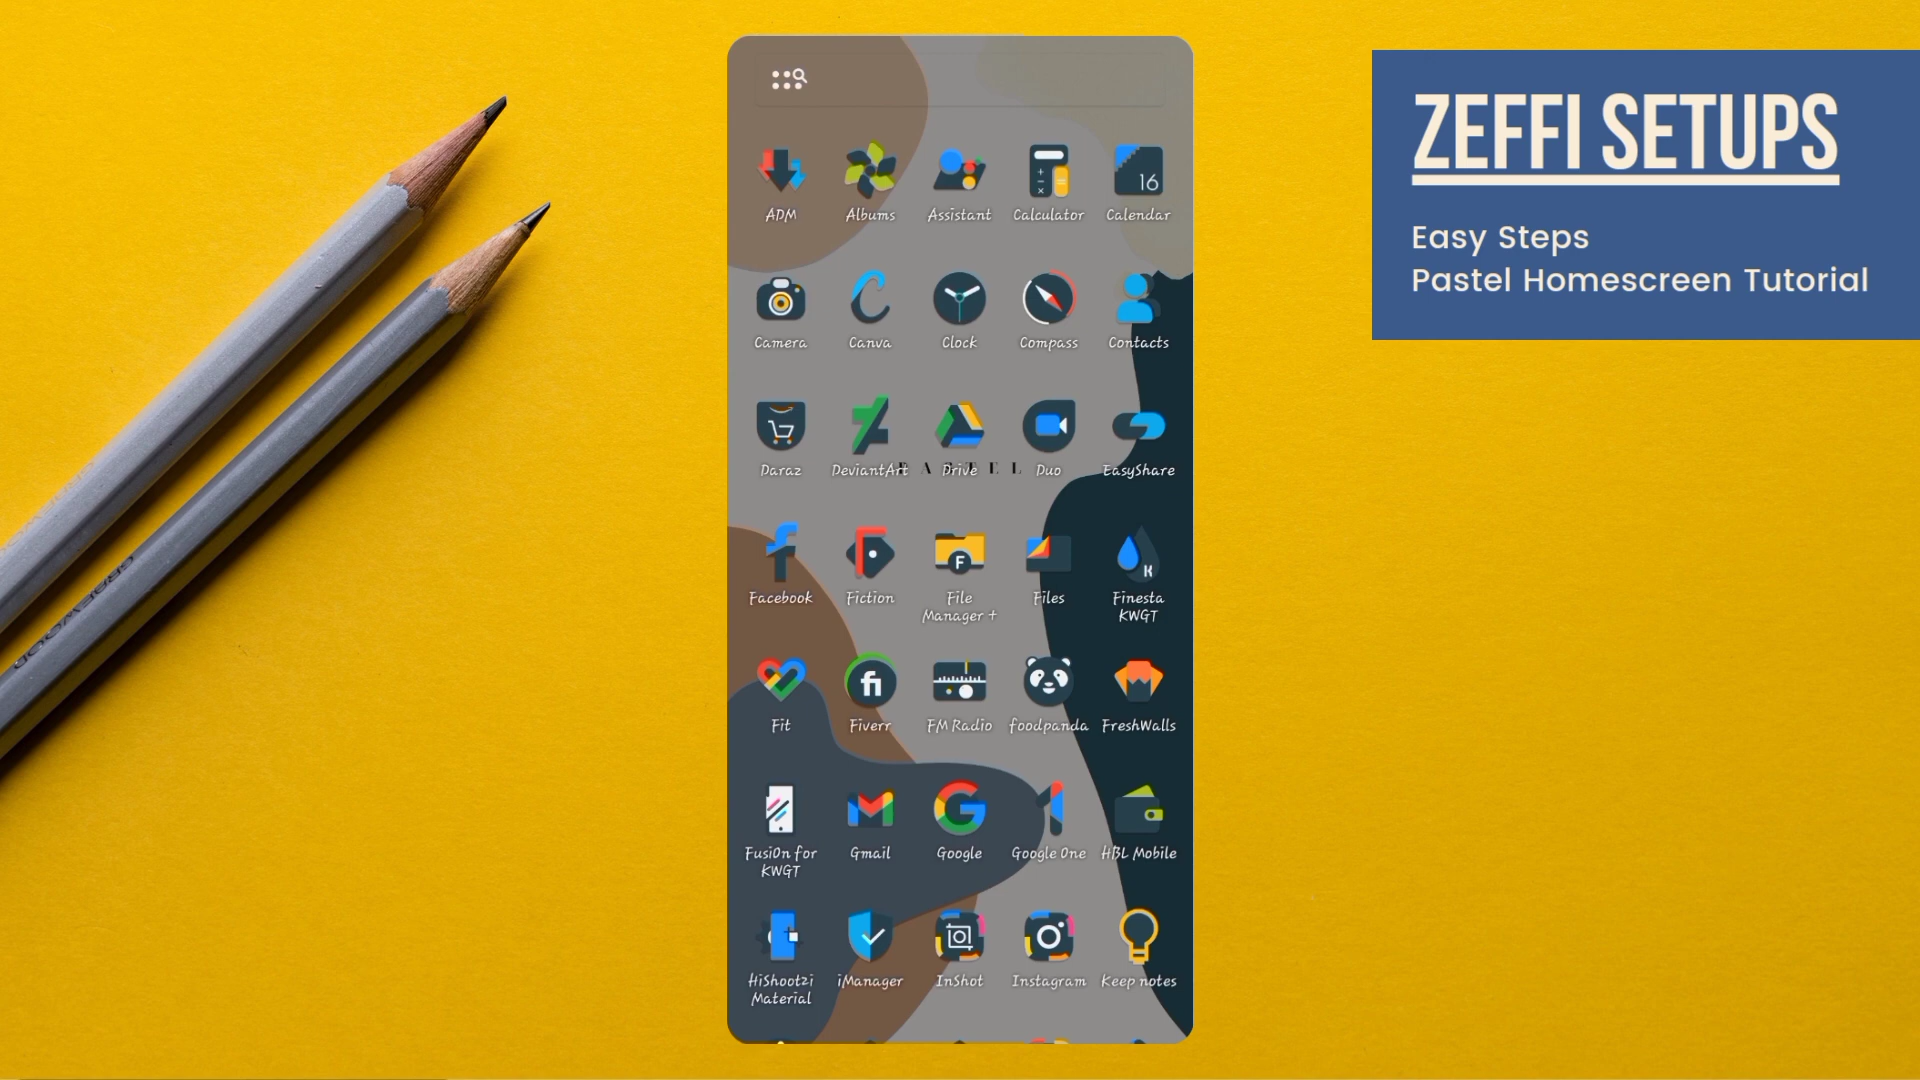 ZEFFI SETUPS
Easy Steps
Pastel Homescreen Tutorial
16
ADM Albums Assistant Calculator Calendar
Camera Canva Clock Compass Contacts
Daraz DeviantArt Drive Duo EasyShare
F
K
Facebook Fiction File Manager + Files Finesta KWGT
fi
Fit Fiverr FM Radio foodpanda FreshWalls
FusiOn for KWGT Gmail Google Google One HBL Mobile
HiShoot2i Material iManager InShot Instagram Keep notes